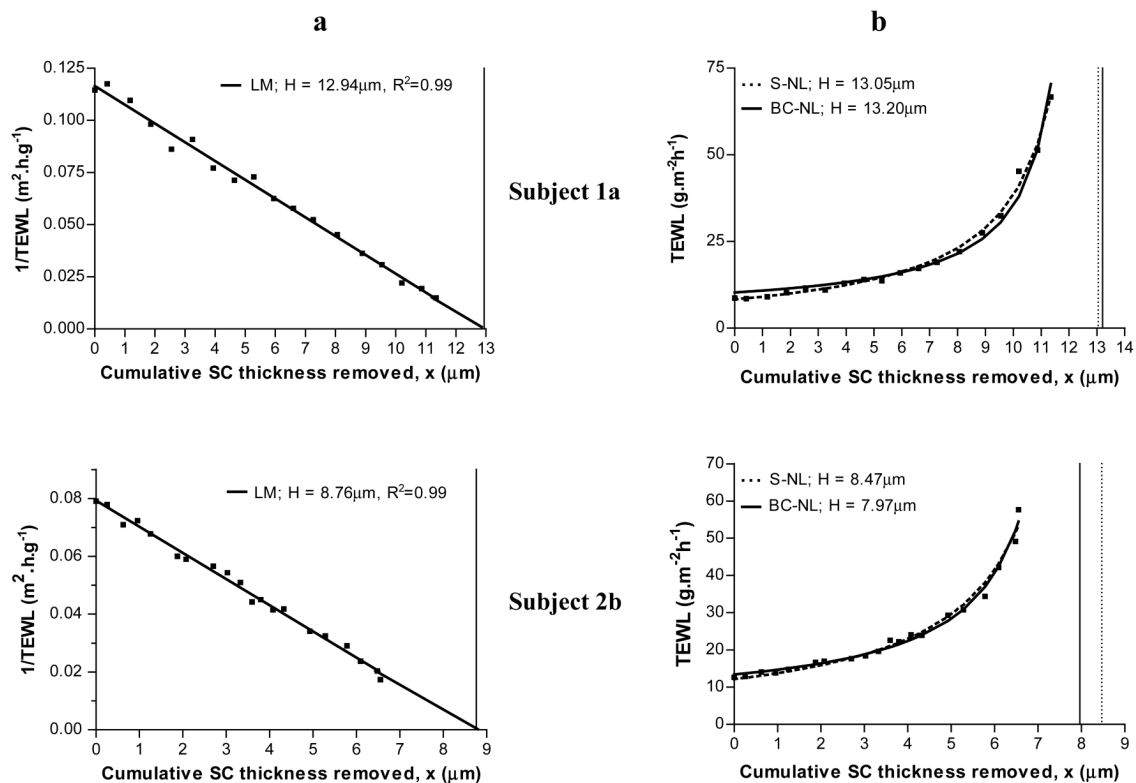 a
b
0.125
0.100
0.075
0.050
0.025
0.000
1/TEWL (m².h.g⁻¹)
LM; H = 12.94μm, R²=0.99
0 1 2 3 4 5 6 7 8 9 10 11 12 13
Cumulative SC thickness removed, x (μm)
Subject 1a
75
50
25
0
TEWL (g.m⁻²h⁻¹)
S-NL; H = 13.05μm
BC-NL; H = 13.20μm
0 1 2 3 4 5 6 7 8 9 10 11 12 13 14
Cumulative SC thickness removed, x (μm)
0.08
0.06
0.04
0.02
0.00
1/TEWL (m².h.g⁻¹)
LM; H = 8.76μm, R²=0.99
0 1 2 3 4 5 6 7 8 9
Cumulative SC thickness removed, x (μm)
Subject 2b
70
60
50
40
30
20
10
0
TEWL (g.m⁻²h⁻¹)
S-NL; H = 8.47μm
BC-NL; H = 7.97μm
0 1 2 3 4 5 6 7 8 9
Cumulative SC thickness removed, x (μm)